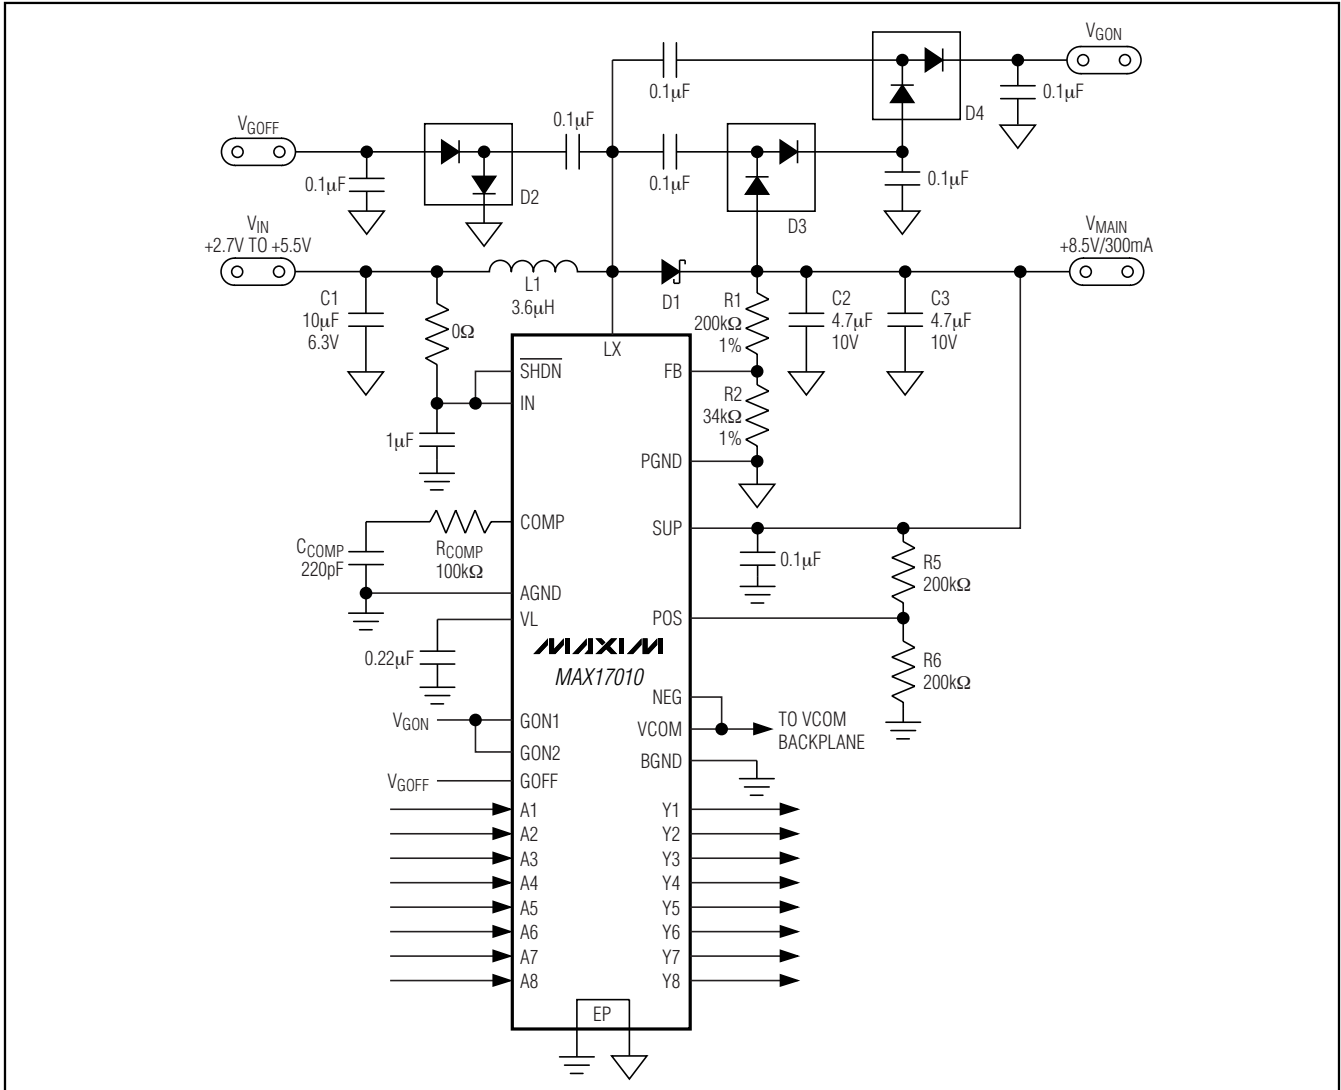 VGON
0.1µF
0.1µF
D4
VGOFF
0.1µF
0.1µF
D2
0.1µF
D3
0.1µF
VIN
+2.7V TO +5.5V
VMAIN
+8.5V/300mA
L1
3.6µH
D1
C1
10µF
6.3V
0Ω
R1
200kΩ
1%
C2
4.7µF
10V
C3
4.7µF
10V
LX
SHDN
FB
IN
R2
34kΩ
1%
1µF
PGND
COMP
SUP
CCOMP
220pF
RCOMP
100kΩ
0.1µF
R5
200kΩ
AGND
VL
POS
MAXIM
MAX17010
0.22µF
R6
200kΩ
NEG
VGON
GON1
VCOM
TO VCOM
BACKPLANE
GON2
BGND
VGOFF
GOFF
A1
Y1
A2
Y2
A3
Y3
A4
Y4
A5
Y5
A6
Y6
A7
Y7
A8
Y8
EP